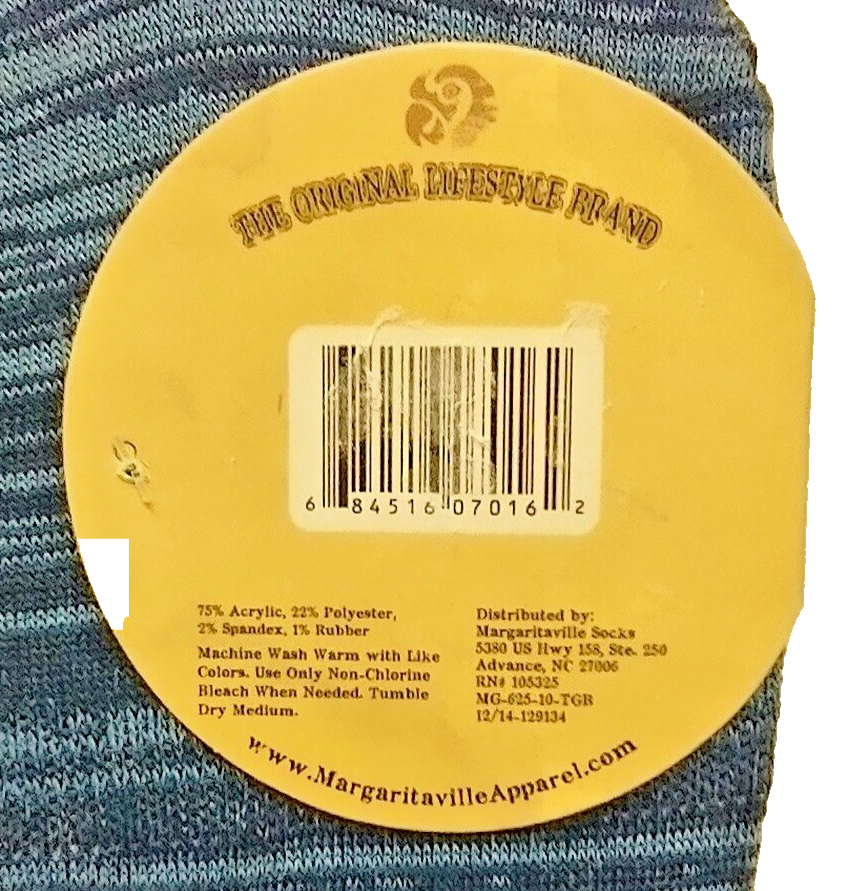 THE ORIGINAL LIFESTYLE BRAND
6 84516 07016 2
75% Acrylic, 22% Polyester,
2% Spandex, 1% Rubber
Machine Wash Warm with Like
Colors. Use Only Non-Chlorine
Bleach When Needed. Tumble
Dry Medium.
Distributed by:
Margaritaville Socks
5380 US Hwy 158, Ste. 250
Advance, NC 27006
RN# 105325
MG-625-10-TGR
12/14-129134
www.MargaritavilleApparel.com